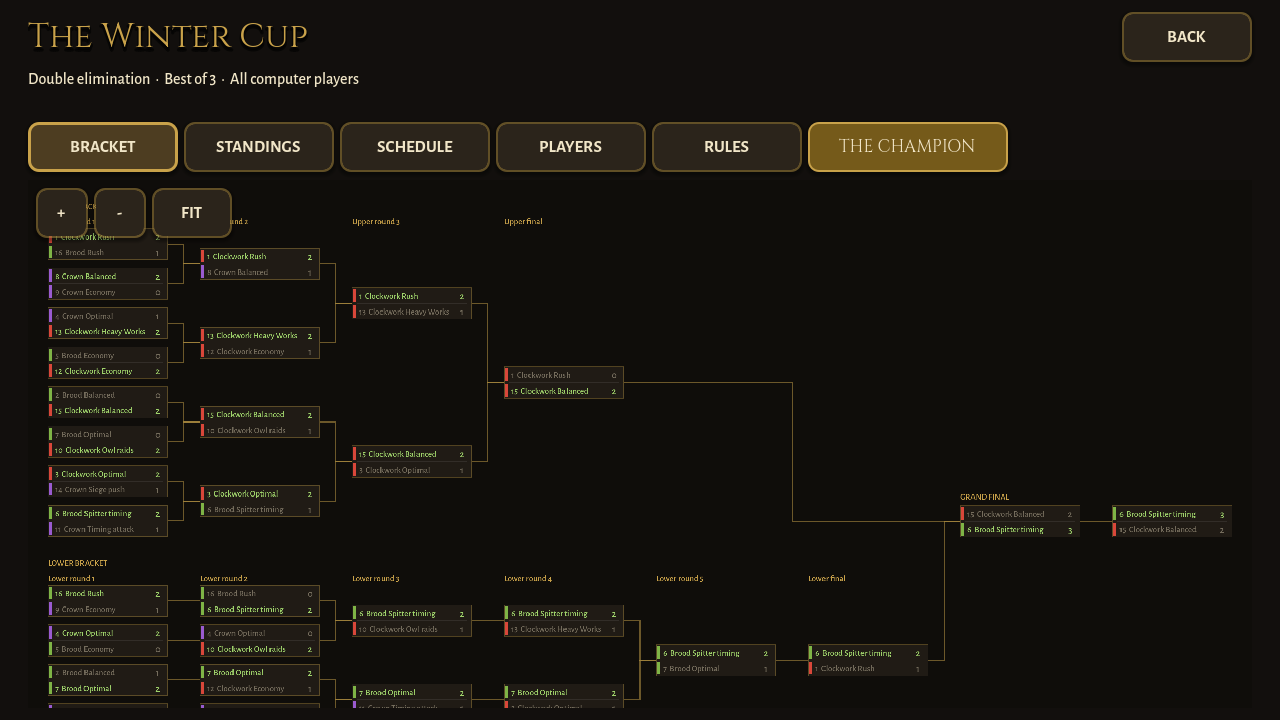 The Winter Cup
BACK
Double elimination · Best of 3 · All computer players
BRACKET
STANDINGS
SCHEDULE
PLAYERS
RULES
THE CHAMPION
+
-
FIT
Upper round 3
Upper final
1 Clockwork Rush 2
16 Brood Rush 1
8 Crown Balanced 2
9 Crown Economy 0
4 Crown Optimal 1
13 Clockwork Heavy Works 2
5 Brood Economy 0
12 Clockwork Economy 2
2 Brood Balanced 0
15 Clockwork Balanced 2
7 Brood Optimal 0
10 Clockwork Owl raids 2
3 Clockwork Optimal 2
14 Crown Siege push 1
6 Brood Spitter timing 2
11 Crown Timing attack 1
1 Clockwork Rush 2
8 Crown Balanced 1
13 Clockwork Heavy Works 2
12 Clockwork Economy 1
15 Clockwork Balanced 2
10 Clockwork Owl raids 1
3 Clockwork Optimal 2
6 Brood Spitter timing 1
1 Clockwork Rush 2
13 Clockwork Heavy Works 1
15 Clockwork Balanced 2
3 Clockwork Optimal 1
1 Clockwork Rush 0
15 Clockwork Balanced 2
GRAND FINAL
15 Clockwork Balanced 2
6 Brood Spitter timing 3
6 Brood Spitter timing 3
15 Clockwork Balanced 2
LOWER BRACKET
Lower round 1
Lower round 2
Lower round 3
Lower round 4
Lower round 5
Lower final
16 Brood Rush 2
9 Crown Economy 1
4 Crown Optimal 2
5 Brood Economy 0
2 Brood Balanced 1
7 Brood Optimal 2
16 Brood Rush 0
6 Brood Spitter timing 2
4 Crown Optimal 0
10 Clockwork Owl raids 2
7 Brood Optimal 2
12 Clockwork Economy 1
6 Brood Spitter timing 2
10 Clockwork Owl raids 1
7 Brood Optimal 2
6 Brood Spitter timing 2
13 Clockwork Heavy Works 1
7 Brood Optimal 2
6 Brood Spitter timing 2
7 Brood Optimal 1
6 Brood Spitter timing 2
1 Clockwork Rush 1